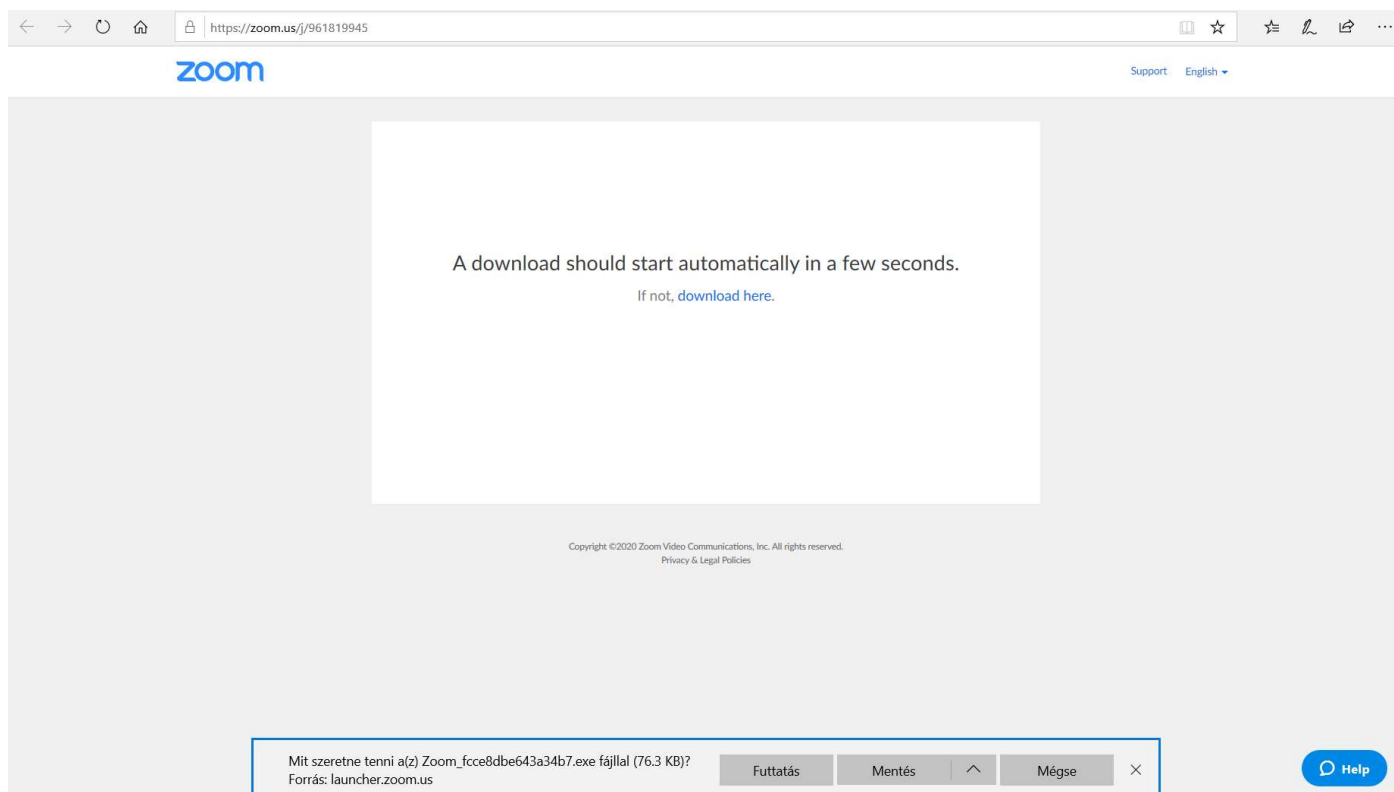 https://zoom.us/j/961819945
zoom
Support English
A download should start automatically in a few seconds.
If not, download here.
Copyright ©2020 Zoom Video Communications, Inc. All rights reserved.
Privacy & Legal Policies
Mit szeretne tenni a(z) Zoom_fcce8dbe643a34b7.exe fájllal (76.3 KB)?
Forrás: launcher.zoom.us
Futtatás Mentés Mégse
Help